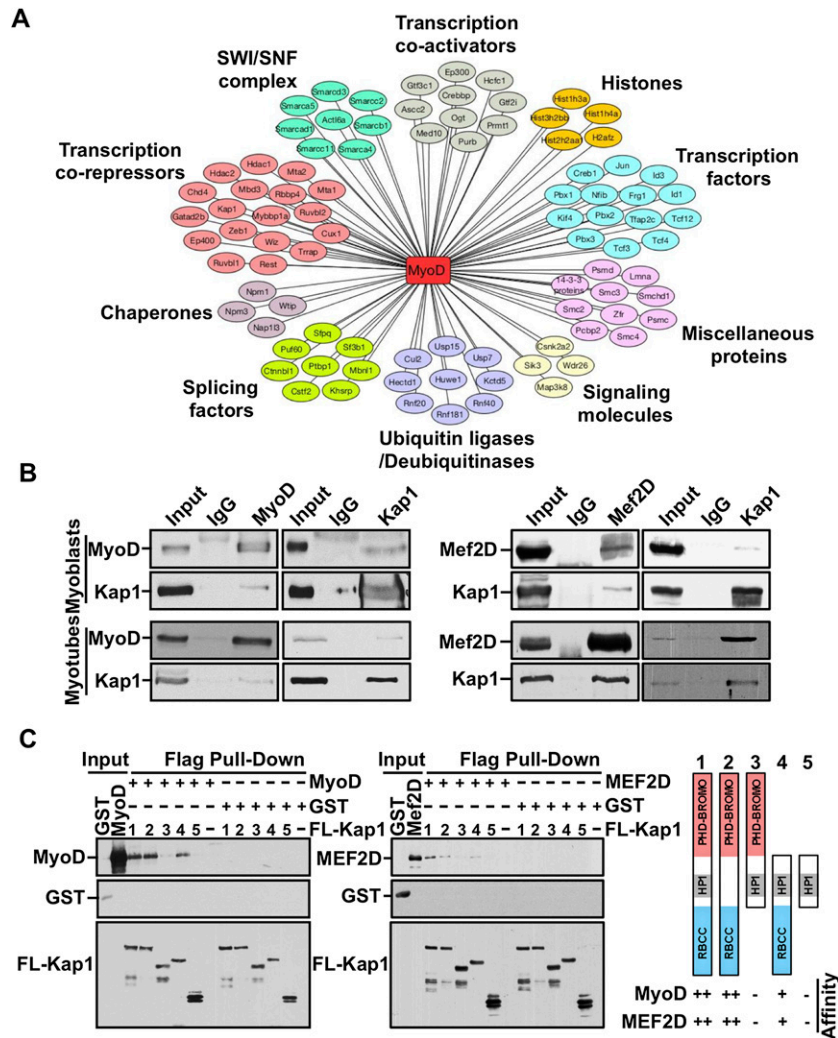 A
Transcription
co-activators
SWI/SNF
complex
Histones
Transcription
co-repressors
Transcription
factors
Chaperones
Splicing
factors
Ubiquitin ligases
/Deubiquitinases
Signaling
molecules
Miscellaneous
proteins
MyoD
Smarcd3
Smarca5
Smarcc2
Actl6a
Smarcad1
Smarcb1
Smarcc11
Smarca4
Ep300
Hcfc1
Gtf3c1
Crebbp
Ascc2
Gtf2i
Ogt
Med10
Prmt1
Purb
Hist1h3a
Hist3h2bb
Hist1h4a
Hist2h2aa1
H2afz
Hdac1
Hdac2
Mta2
Chd4
Mbd3
Rbbp4
Mta1
Kap1
Gatad2b
Mybbp1a
Ruvbl2
Zeb1
Cux1
Ep400
Wiz
Trrap
Ruvbl1
Rest
Jun
Creb1
Id3
Pbx1
Nfib
Frg1
Id1
Kif4
Pbx2
Tfap2c
Tcf12
Pbx3
Tcf3
Tcf4
Npm1
Npm3
Wtip
Nap1l3
Psmd
Lmna
14-3-3
proteins
Smc3
Smchd1
Smc2
Zfr
Psmc
Pcbp2
Smc4
Sfpq
Puf60
Sf3b1
Ctnnbl1
Ptbp1
Mbnl1
Cstf2
Khsrp
Usp15
Cul2
Usp7
Hectd1
Huwe1
Kctd5
Rnf20
Rnf40
Rnf181
Csnk2a2
Sik3
Wdr26
Map3k8
B
Input IgG MyoD Input IgG Kap1
Input IgG Mef2D Input IgG Kap1
Myoblasts
MyoD
Kap1
Mef2D
Kap1
Myotubes
MyoD
Kap1
Mef2D
Kap1
C
Input
Flag Pull-Down
GST
MyoD
+ + + + + + - - - - - - MyoD
- - - - - - + + + + + + GST
1 2 3 4 5 - 1 2 3 4 5 - FL-Kap1
MyoD
GST
FL-Kap1
Input
Flag Pull-Down
GST
Mef2D
+ + + + + + - - - - - - MEF2D
- - - - - - + + + + + + GST
1 2 3 4 5 - 1 2 3 4 5 - FL-Kap1
MEF2D
GST
FL-Kap1
1 2 3 4 5
PHD-BROMO PHD-BROMO PHD-BROMO
HP1 HP1 HP1 HP1
RBCC RBCC RBCC
MyoD ++ ++ - + -
MEF2D ++ ++ - + -
Affinity